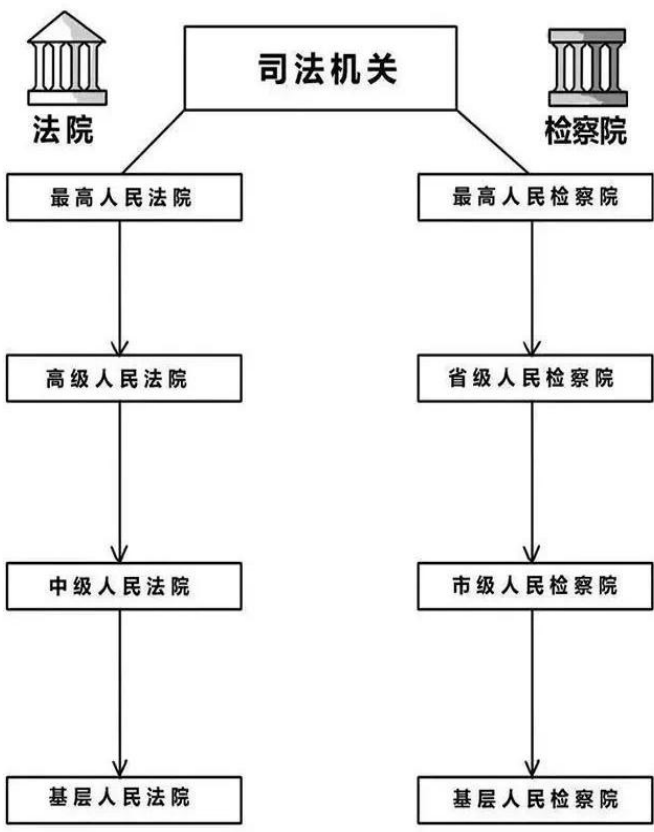 司法机关
法院
检察院
最高人民法院
最高人民检察院
高级人民法院
省级人民检察院
中级人民法院
市级人民检察院
基层人民法院
基层人民检察院